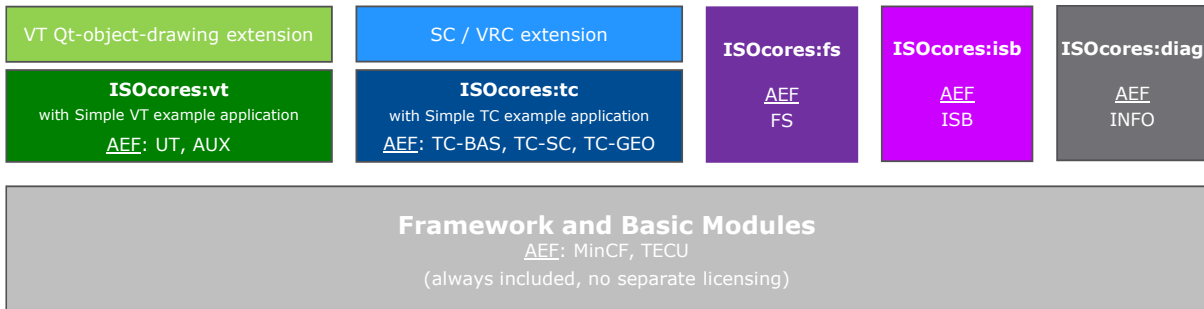 VT Qt-object-drawing extension
ISOcores:vt
with Simple VT example application
AEF: UT, AUX
SC / VRC extension
ISOcores:tc
with Simple TC example application
AEF: TC-BAS, TC-SC, TC-GEO
ISOcores:fs
AEF
FS
ISOcores:isb
AEF
ISB
ISOcores:diag
AEF
INFO
Framework and Basic Modules
AEF: MinCF, TECU
(always included, no separate licensing)